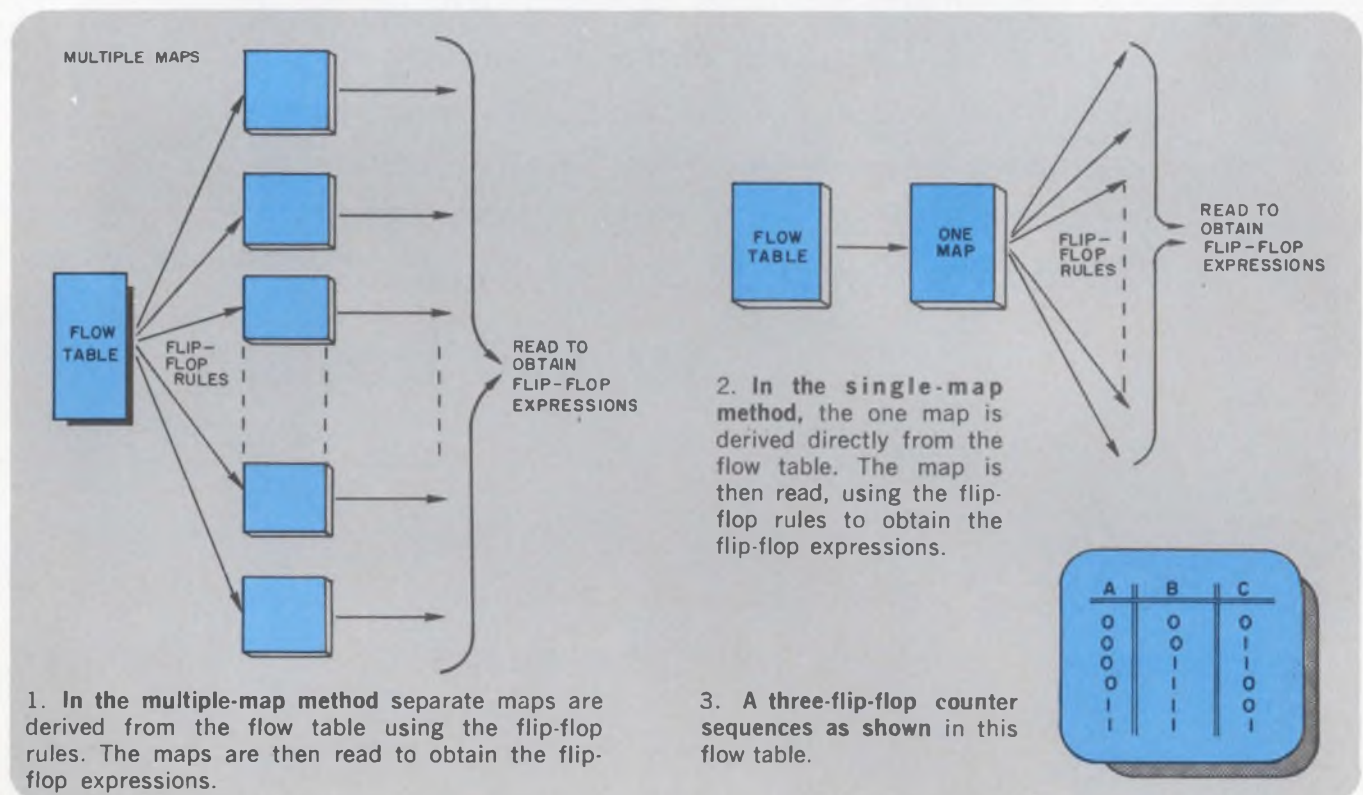 MULTIPLE MAPS
FLOW
TABLE
FLIP-
FLOP
RULES
READ TO
OBTAIN
FLIP-FLOP
EXPRESSIONS
1. In the multiple-map method separate maps are
derived from the flow table using the flip-flop
rules. The maps are then read to obtain the flip-
flop expressions.
FLOW
TABLE
ONE
MAP
FLIP-
FLOP
RULES
READ TO
OBTAIN
FLIP-FLOP
EXPRESSIONS
2. In the single-map
method, the one map is
derived directly from the
flow table. The map is
then read, using the flip-
flop rules to obtain the
flip-flop expressions.
3. A three-flip-flop counter
sequences as shown in this
flow table.
A B C
0 0 0
0 0 1
0 1 1
0 1 0
1 1 0
1 1 1